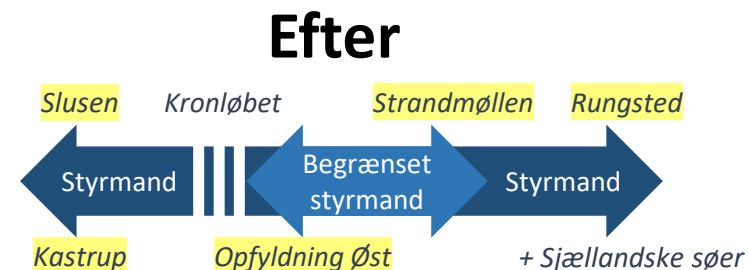 Efter
Slusen Kronløbet Strandmøllen Rungsted
Styrmand Begrænset styrmand Styrmand
Kastrup Opfyldning Øst + Sjællandske søer